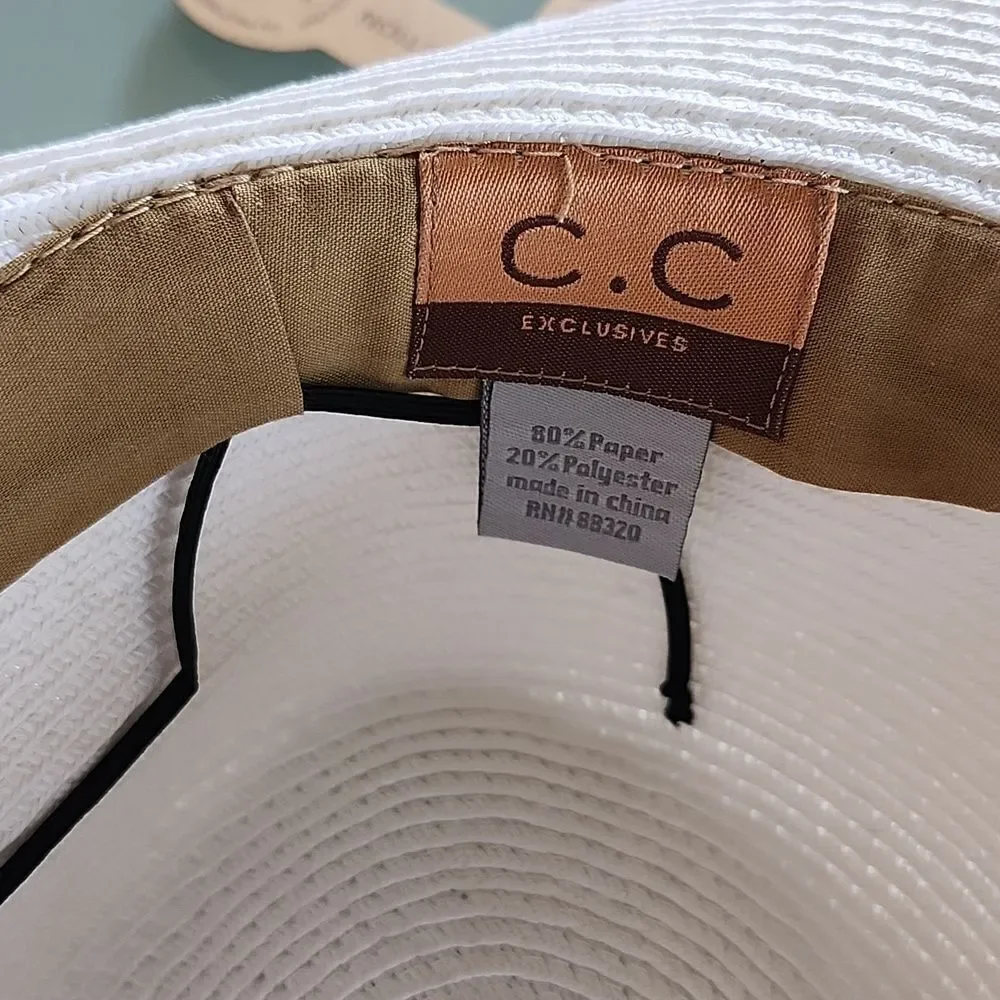 C.C
EXCLUSIVES
80%Paper
20%Polyester
made in china
RN# 88320